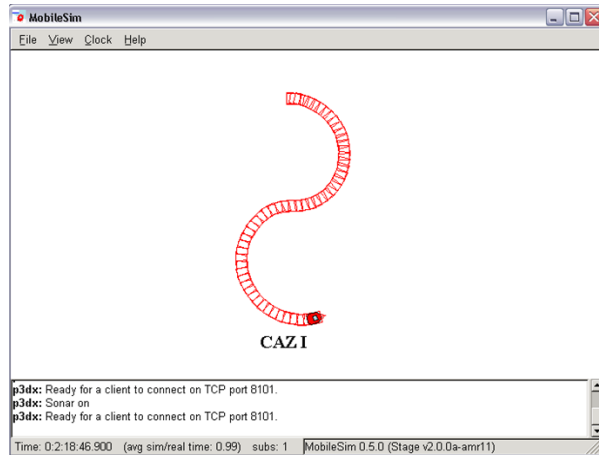 MobileSim
File View Clock Help
CAZ I
p3dx: Ready for a client to connect on TCP port 8101.
p3dx: Sonar on
p3dx: Ready for a client to connect on TCP port 8101.
Time: 0:2:18:46.900 (avg sim/real time: 0.99) subs: 1 MobileSim 0.5.0 (Stage v2.0.0a-amr11)